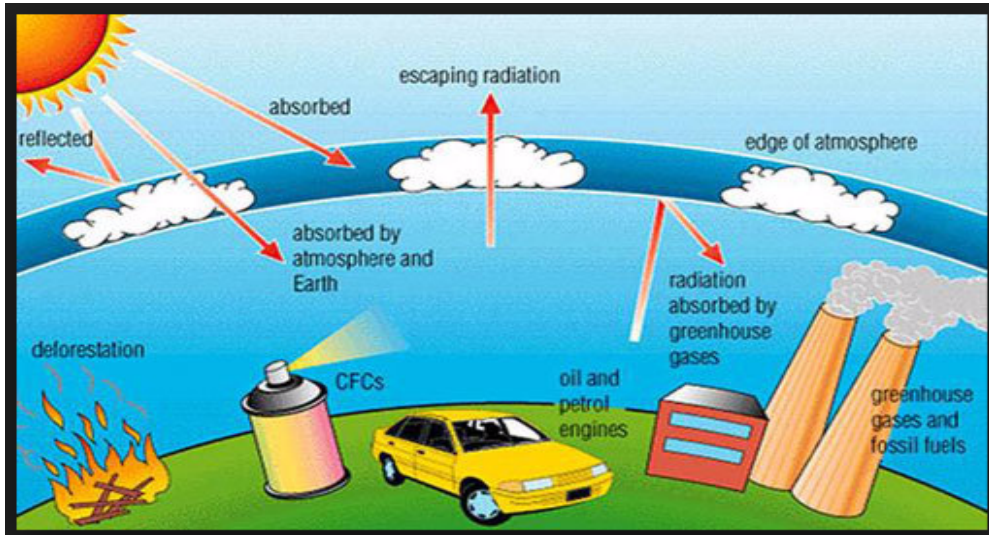 escaping radiation
absorbed
reflected
edge of atmosphere
absorbed by
atmosphere and
Earth
radiation
absorbed by
greenhouse
gases
deforestation
CFCs
oil and
petrol
engines
greenhouse
gases and
fossil fuels